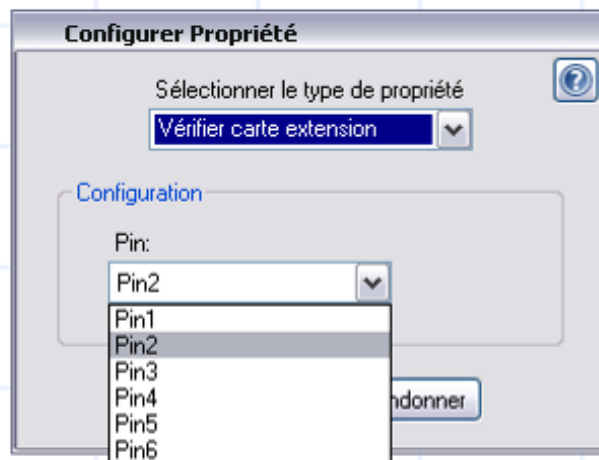 Configurer Propriété
Sélectionner le type de propriété
Vérifier carte extension
Configuration
Pin:
Pin2
Pin1
Pin2
Pin3
Pin4
ndonner
Pin5
Pin6